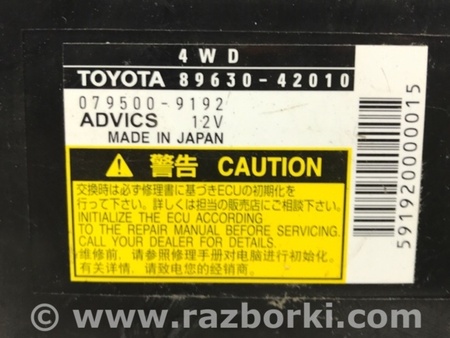 4WD
TOYOTA 89630-42010
079500-9192
ADVICS 12V
MADE IN JAPAN
警告 CAUTION
交換時は必ず修理書に基づきECUの初期化を
行って下さい。詳しくは担当の販売店にご相談下さい。
INITIALIZE THE ECU ACCORDING
TO THE REPAIR MANUAL BEFORE SERVICING.
CALL YOUR DEALER FOR DETAILS.
维修前，请参照修理手册对电脑进行初始化。
有关详情，请致电您的经销商。
591920000015
© www.razborki.com